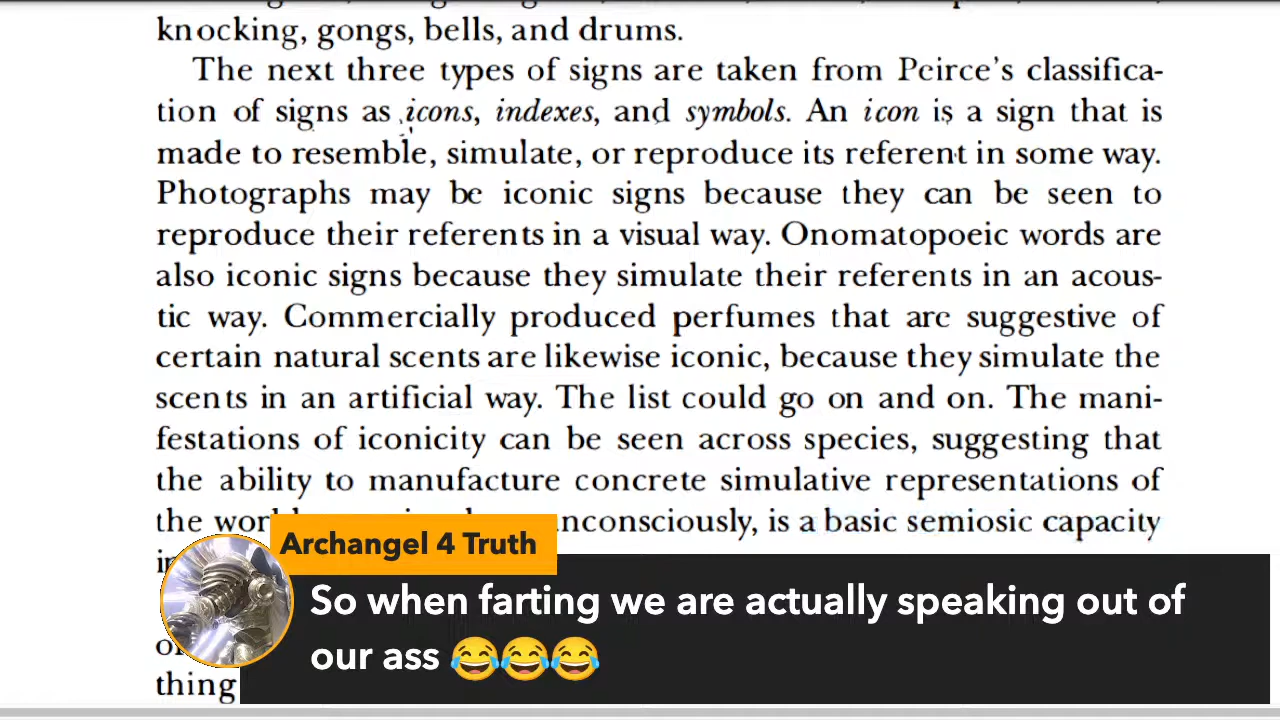 knocking, gongs, bells, and drums.
The next three types of signs are taken from Peirce's classifica-
tion of signs as icons, indexes, and symbols. An icon is a sign that is
made to resemble, simulate, or reproduce its referent in some way.
Photographs may be iconic signs because they can be seen to
reproduce their referents in a visual way. Onomatopoeic words are
also iconic signs because they simulate their referents in an acous-
tic way. Commercially produced perfumes that are suggestive of
certain natural scents are likewise iconic, because they simulate the
scents in an artificial way. The list could go on and on. The mani-
festations of iconicity can be seen across species, suggesting that
the ability to manufacture concrete simulative representations of
the is a basic semiosic capacity
Archangel 4 Truth
So when farting we are actually speaking out of
our ass 😂😂😂
thing